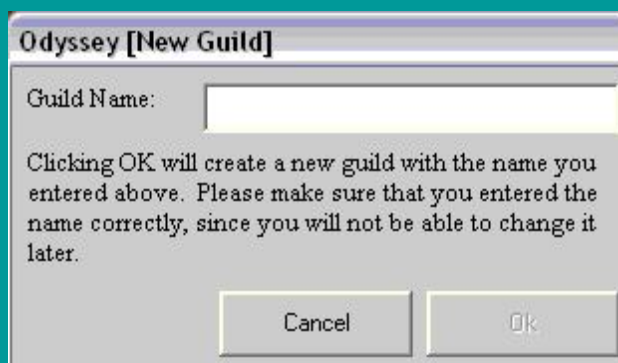 Odyssey [New Guild]
Guild Name:
Clicking OK will create a new guild with the name you
entered above. Please make sure that you entered the
name correctly, since you will not be able to change it
later.
Cancel Ok